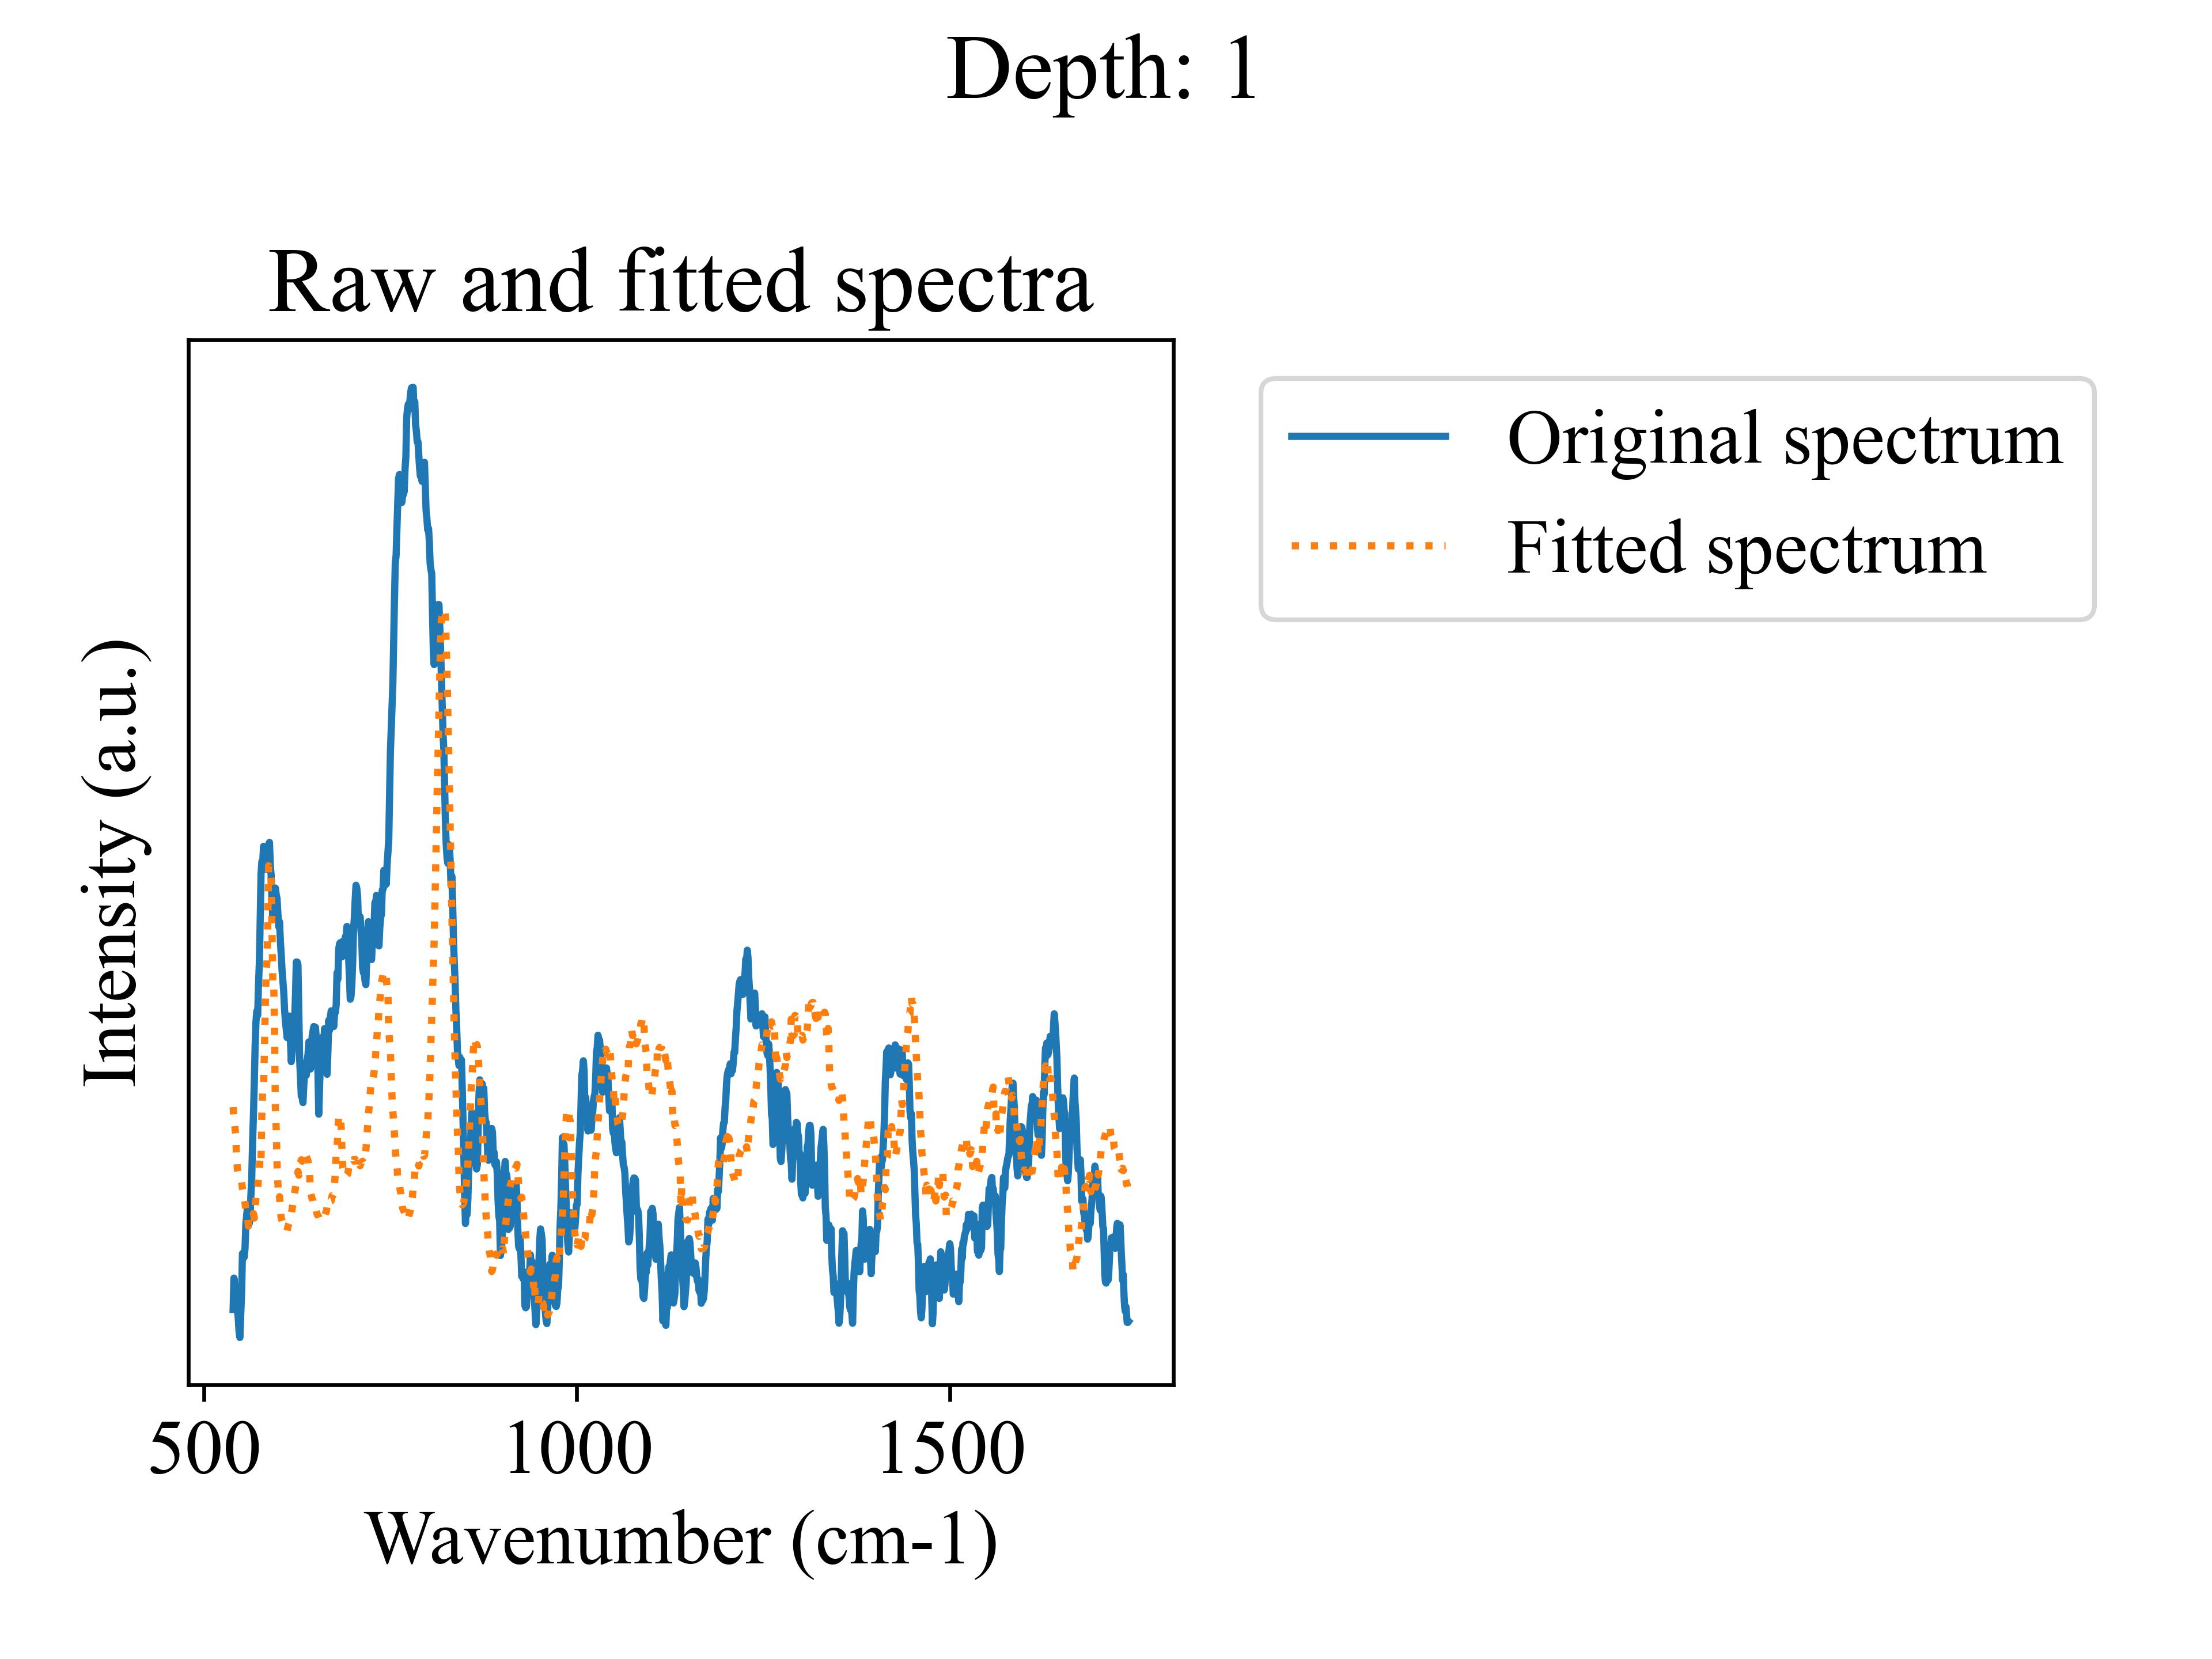 Depth: 1
Raw and fitted spectra
Original spectrum
Fitted spectrum
Intensity (a.u.)
500 1000 1500
Wavenumber (cm-1)